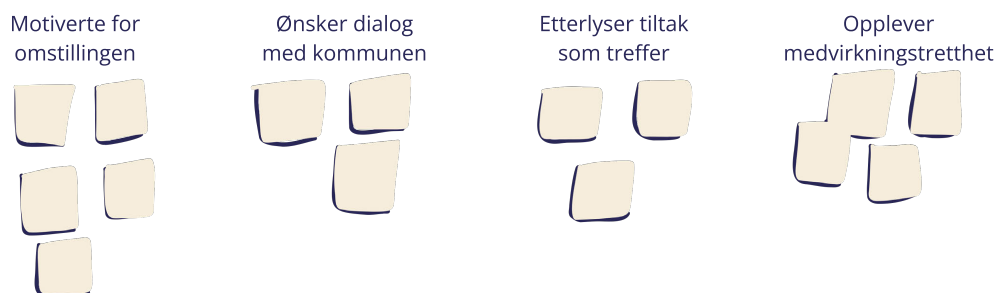 Motiverte for
omstillingen
Ønsker dialog
med kommunen
Etterlyser tiltak
som treffer
Opplever
medvirkningstretthet